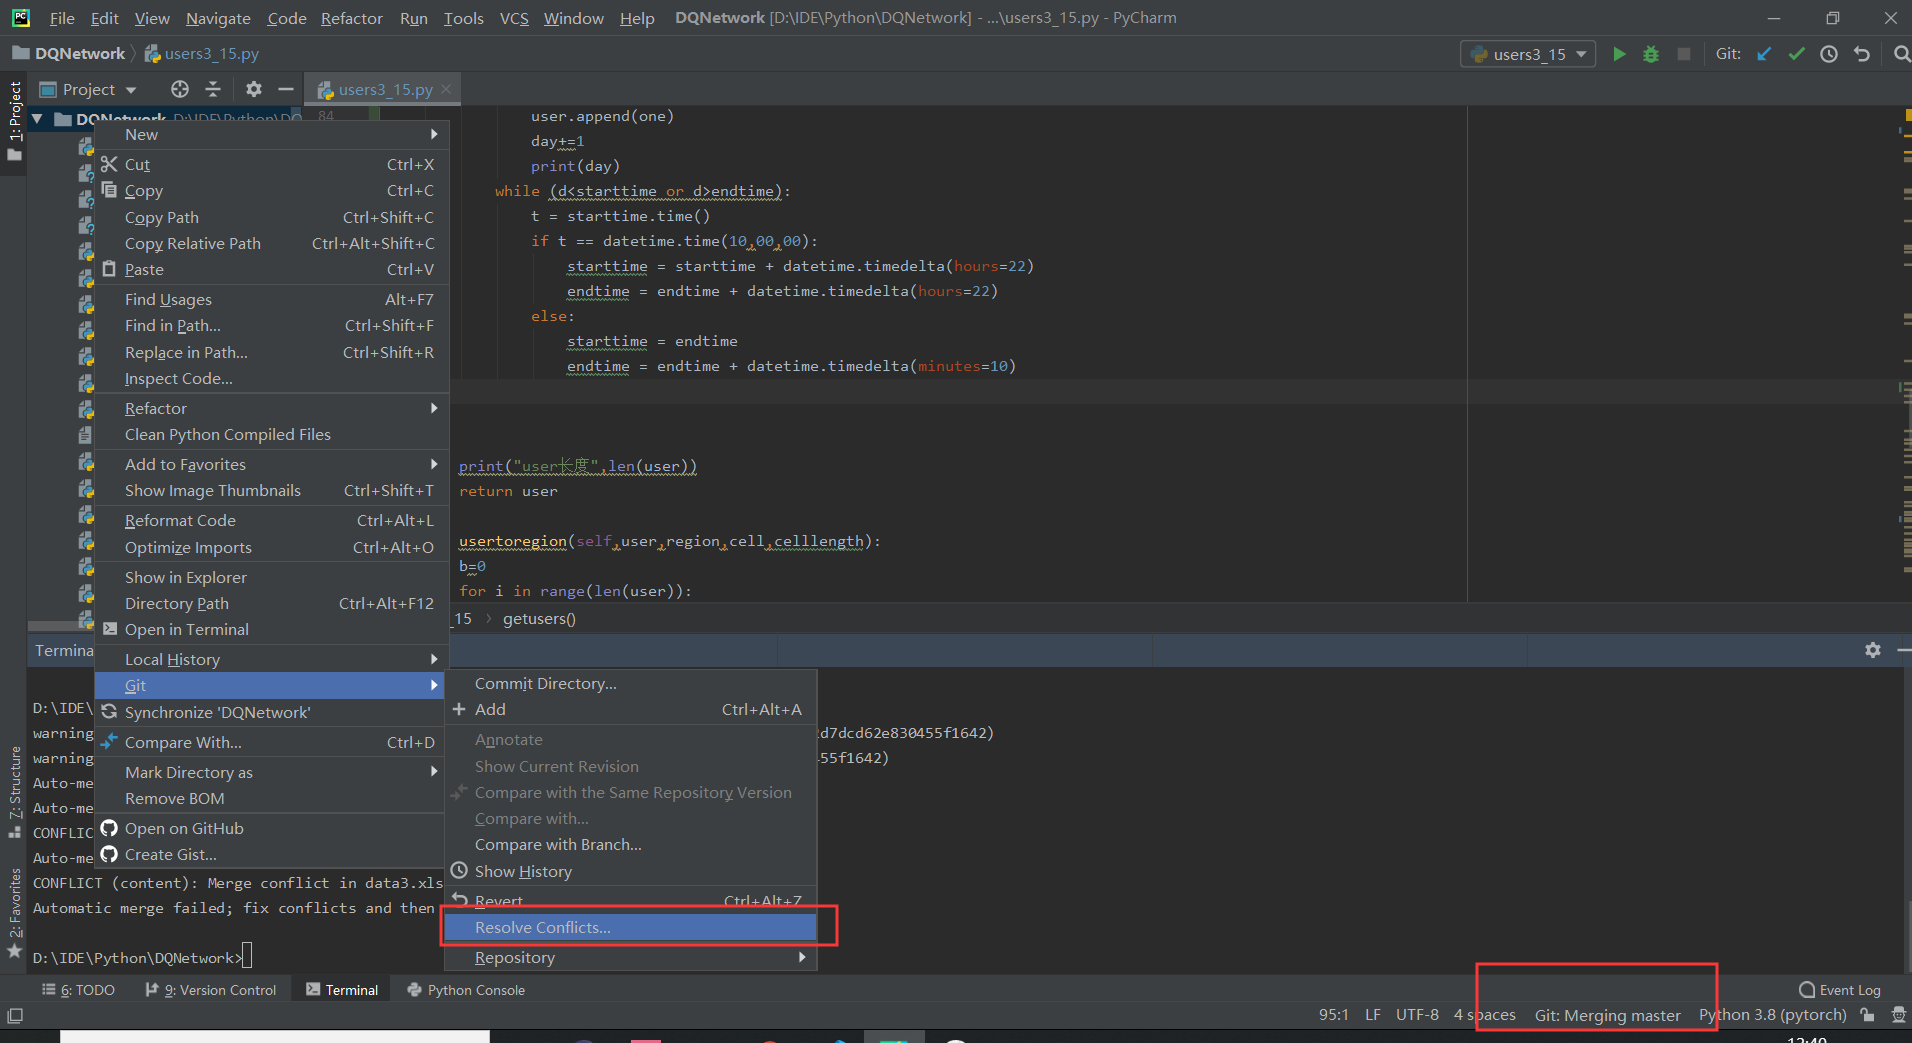 File Edit View Navigate Code Refactor Run Tools VCS Window Help DQNetwork [D:\IDE\Python\DQNetwork] - ...\users3_15.py - PyCharm
DQNetwork users3_15.py
users3_15 Git:
Project
users3_15.py
1: Project
DQNetwork D:\IDE\Python\DQ
84
New
Cut Ctrl+X
Copy Ctrl+C
Copy Path Ctrl+Shift+C
Copy Relative Path Ctrl+Alt+Shift+C
Paste Ctrl+V
Find Usages Alt+F7
Find in Path... Ctrl+Shift+F
Replace in Path... Ctrl+Shift+R
Inspect Code...
Refactor
Clean Python Compiled Files
Add to Favorites
Show Image Thumbnails Ctrl+Shift+T
Reformat Code Ctrl+Alt+L
Optimize Imports Ctrl+Alt+O
Show in Explorer
Directory Path Ctrl+Alt+F12
Open in Terminal
Local History
Git
Synchronize 'DQNetwork'
Compare With... Ctrl+D
Mark Directory as
Remove BOM
Open on GitHub
Create Gist...
user.append(one)
day+=1
print(day)
while (d<starttime or d>endtime):
t = starttime.time()
if t == datetime.time(10,00,00):
starttime = starttime + datetime.timedelta(hours=22)
endtime = endtime + datetime.timedelta(hours=22)
else:
starttime = endtime
endtime = endtime + datetime.timedelta(minutes=10)
print("user长度",len(user))
return user
usertoregion(self,user,region,cell,celllength):
b=0
for i in range(len(user)):
_15 getusers()
Termina
Commit Directory...
Add Ctrl+Alt+A
Annotate
Show Current Revision
Compare with the Same Repository Version
Compare with...
Compare with Branch...
Show History
Revert Ctrl+Alt+Z
Resolve Conflicts...
Repository
D:\IDE\
warning d7dcd62e830455f1642)
warning 55f1642)
Auto-me
Auto-me
CONFLIC
Auto-me
CONFLICT (content): Merge conflict in data3.xls
Automatic merge failed; fix conflicts and then
D:\IDE\Python\DQNetwork>
7: Structure
2: Favorites
6: TODO 9: Version Control Terminal Python Console Event Log
95:1 LF UTF-8 4 spaces Git: Merging master Python 3.8 (pytorch)